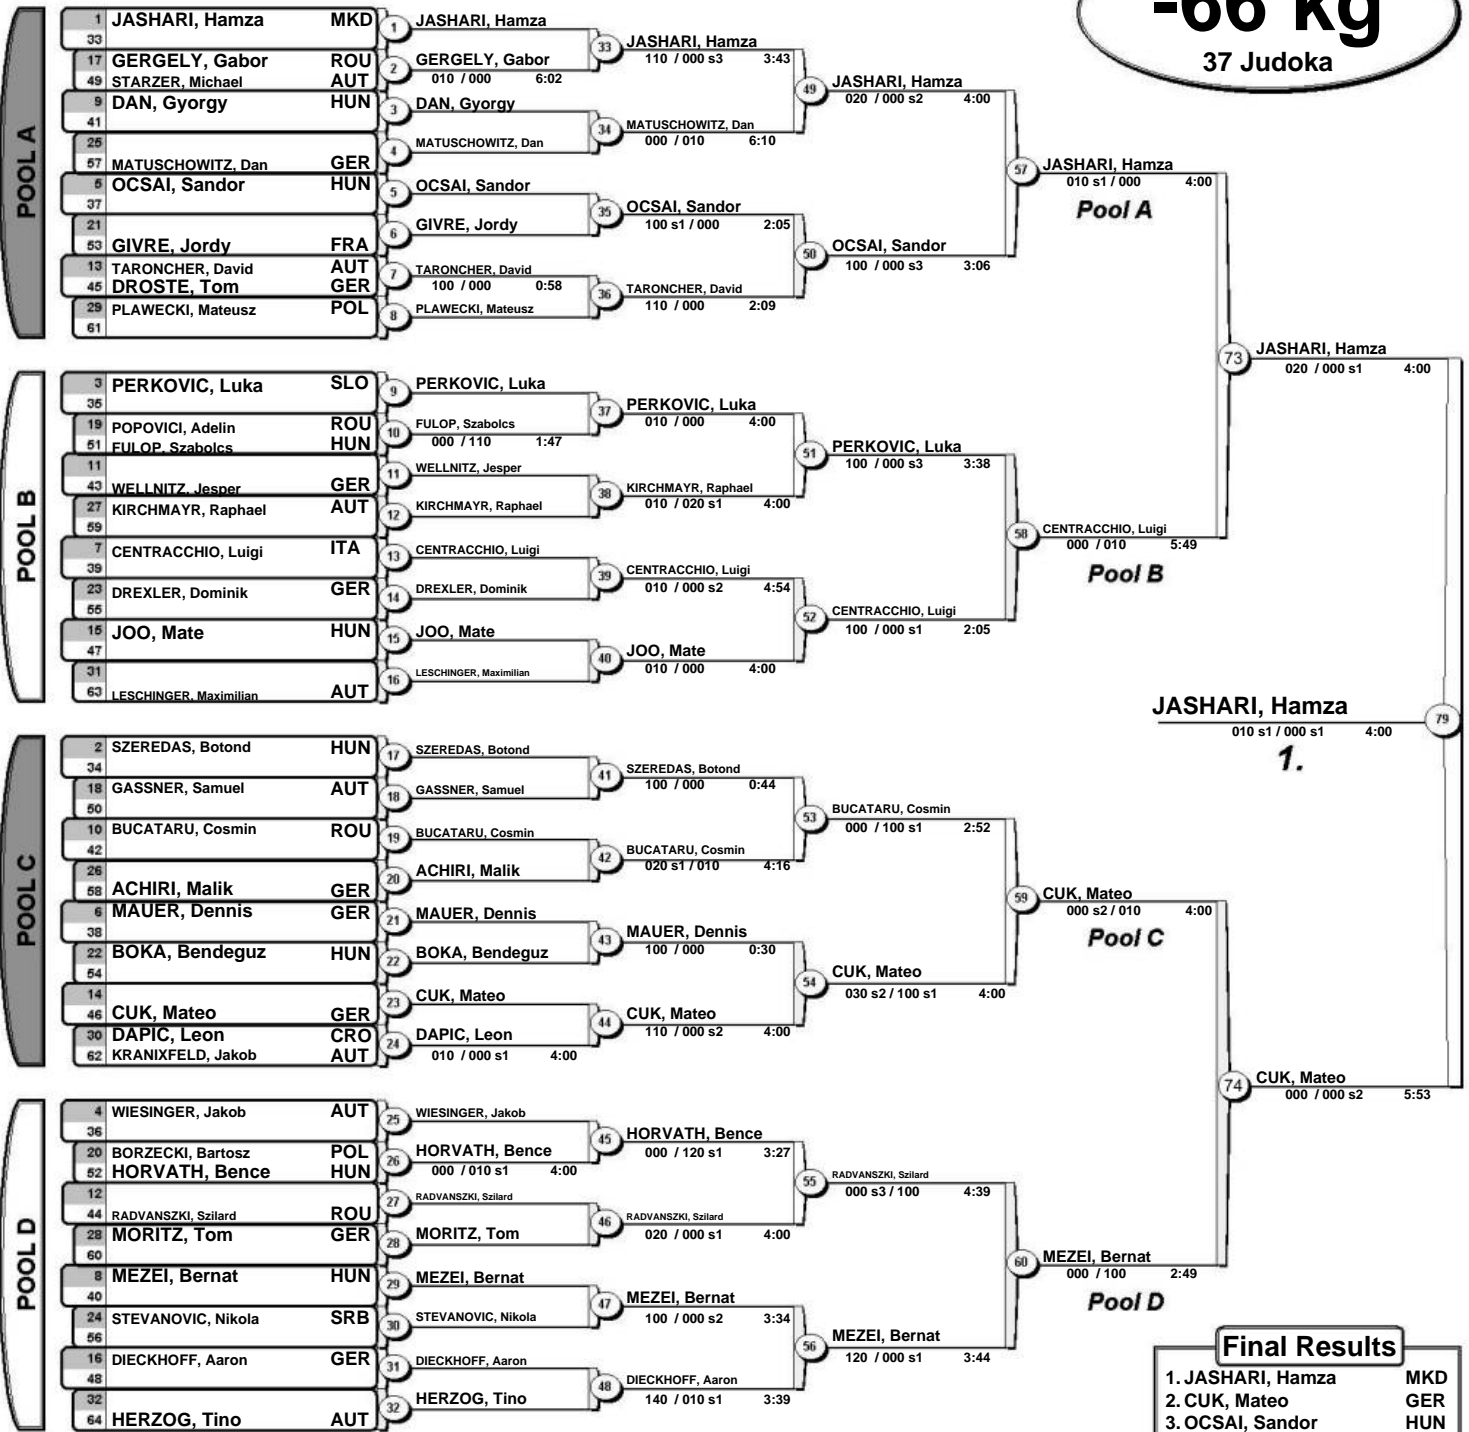 -66 kg
37 Judoka
POOL A
1 JASHARI, Hamza MKD
33
17 GERGELY, Gabor ROU
49 STARZER, Michael AUT
9 DAN, Gyorgy HUN
41
25
57 MATUSCHOWITZ, Dan GER
5 OCSAI, Sandor HUN
37
21
53 GIVRE, Jordy FRA
13 TARONCHER, David AUT
45 DROSTE, Tom GER
29 PLAWECKI, Mateusz POL
61
1 JASHARI, Hamza
2 GERGELY, Gabor
010 / 000 6:02
3 DAN, Gyorgy
4 MATUSCHOWITZ, Dan
5 OCSAI, Sandor
6 GIVRE, Jordy
7 TARONCHER, David
100 / 000 0:58
8 PLAWECKI, Mateusz
33 JASHARI, Hamza
110 / 000 s3 3:43
34 MATUSCHOWITZ, Dan
000 / 010 6:10
35 OCSAI, Sandor
100 s1 / 000 2:05
36 TARONCHER, David
110 / 000 2:09
49 JASHARI, Hamza
020 / 000 s2 4:00
50 OCSAI, Sandor
100 / 000 s3 3:06
57 JASHARI, Hamza
010 s1 / 000 4:00
Pool A
POOL B
3 PERKOVIC, Luka SLO
35
19 POPOVICI, Adelin ROU
51 FULOP, Szabolcs HUN
11
43 WELLNITZ, Jesper GER
27 KIRCHMAYR, Raphael AUT
59
7 CENTRACCHIO, Luigi ITA
39
23 DREXLER, Dominik GER
55
15 JOO, Mate HUN
47
31
63 LESCHINGER, Maximilian AUT
9 PERKOVIC, Luka
10 FULOP, Szabolcs
000 / 110 1:47
11 WELLNITZ, Jesper
12 KIRCHMAYR, Raphael
13 CENTRACCHIO, Luigi
14 DREXLER, Dominik
15 JOO, Mate
16 LESCHINGER, Maximilian
37 PERKOVIC, Luka
010 / 000 4:00
38 KIRCHMAYR, Raphael
010 / 020 s1 4:00
39 CENTRACCHIO, Luigi
010 / 000 s2 4:54
40 JOO, Mate
010 / 000 4:00
51 PERKOVIC, Luka
100 / 000 s3 3:38
52 CENTRACCHIO, Luigi
100 / 000 s1 2:05
58 CENTRACCHIO, Luigi
000 / 010 5:49
Pool B
73 JASHARI, Hamza
020 / 000 s1 4:00
JASHARI, Hamza 79
010 s1 / 000 s1 4:00
1.
POOL C
2 SZEREDAS, Botond HUN
34
18 GASSNER, Samuel AUT
50
10 BUCATARU, Cosmin ROU
42
26
58 ACHIRI, Malik GER
6 MAUER, Dennis GER
38
22 BOKA, Bendeguz HUN
54
14
46 CUK, Mateo GER
30 DAPIC, Leon CRO
62 KRANIXFELD, Jakob AUT
17 SZEREDAS, Botond
18 GASSNER, Samuel
19 BUCATARU, Cosmin
20 ACHIRI, Malik
21 MAUER, Dennis
22 BOKA, Bendeguz
23 CUK, Mateo
24 DAPIC, Leon
010 / 000 s1 4:00
41 SZEREDAS, Botond
100 / 000 0:44
42 BUCATARU, Cosmin
020 s1 / 010 4:16
43 MAUER, Dennis
100 / 000 0:30
44 CUK, Mateo
110 / 000 s2 4:00
53 BUCATARU, Cosmin
000 / 100 s1 2:52
54 CUK, Mateo
030 s2 / 100 s1 4:00
59 CUK, Mateo
000 s2 / 010 4:00
Pool C
POOL D
4 WIESINGER, Jakob AUT
36
20 BORZECKI, Bartosz POL
52 HORVATH, Bence HUN
12
44 RADVANSZKI, Szilard ROU
28 MORITZ, Tom GER
60
8 MEZEI, Bernat HUN
40
24 STEVANOVIC, Nikola SRB
56
16 DIECKHOFF, Aaron GER
48
32
64 HERZOG, Tino AUT
25 WIESINGER, Jakob
26 HORVATH, Bence
000 / 010 s1 4:00
27 RADVANSZKI, Szilard
28 MORITZ, Tom
29 MEZEI, Bernat
30 STEVANOVIC, Nikola
31 DIECKHOFF, Aaron
32 HERZOG, Tino
45 HORVATH, Bence
000 / 120 s1 3:27
46 RADVANSZKI, Szilard
020 / 000 s1 4:00
47 MEZEI, Bernat
100 / 000 s2 3:34
48 DIECKHOFF, Aaron
140 / 010 s1 3:39
55 RADVANSZKI, Szilard
000 s3 / 100 4:39
56 MEZEI, Bernat
120 / 000 s1 3:44
60 MEZEI, Bernat
000 / 100 2:49
Pool D
74 CUK, Mateo
000 / 000 s2 5:53
Final Results
1. JASHARI, Hamza MKD
2. CUK, Mateo GER
3. OCSAI, Sandor HUN